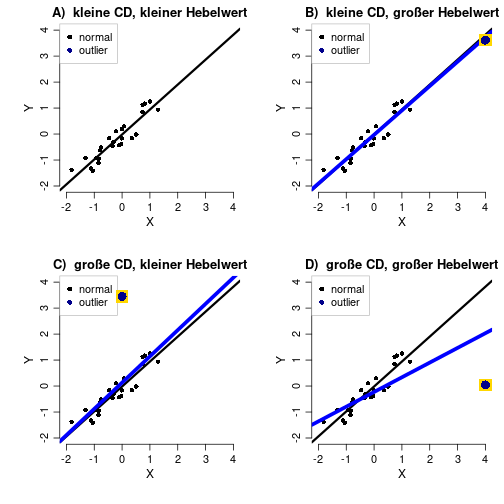 A)  kleine CD, kleiner Hebelwert
normal
outlier
Y
-2 -1 0 1 2 3 4
-2 -1 0 1 2 3 4
X
B)  kleine CD, großer Hebelwert
normal
outlier
Y
-2 -1 0 1 2 3 4
-2 -1 0 1 2 3 4
X
C)  große CD, kleiner Hebelwert
normal
outlier
Y
-2 -1 0 1 2 3 4
-2 -1 0 1 2 3 4
X
D)  große CD, großer Hebelwert
normal
outlier
Y
-2 -1 0 1 2 3 4
-2 -1 0 1 2 3 4
X